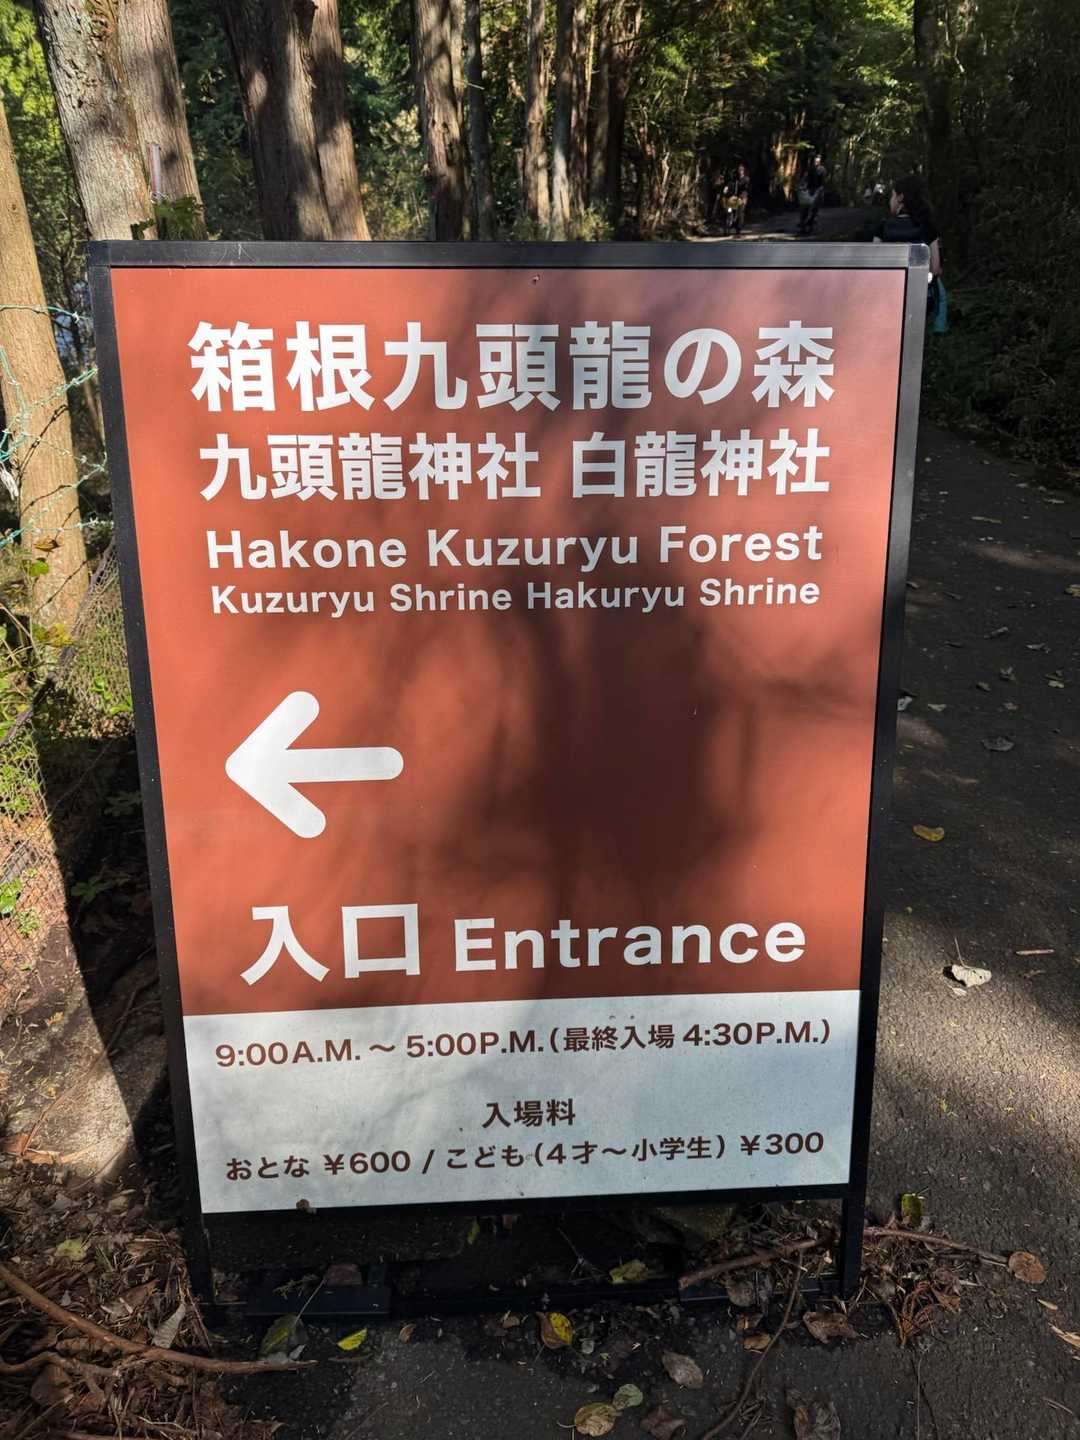 箱根九頭龍の森
九頭龍神社 白龍神社
Hakone Kuzuryu Forest
Kuzuryu Shrine Hakuryu Shrine
入口 Entrance
9:00A.M.～5:00P.M.(最終入場 4:30P.M.)
入場料
おとな ¥600 / こども(4才～小学生) ¥300